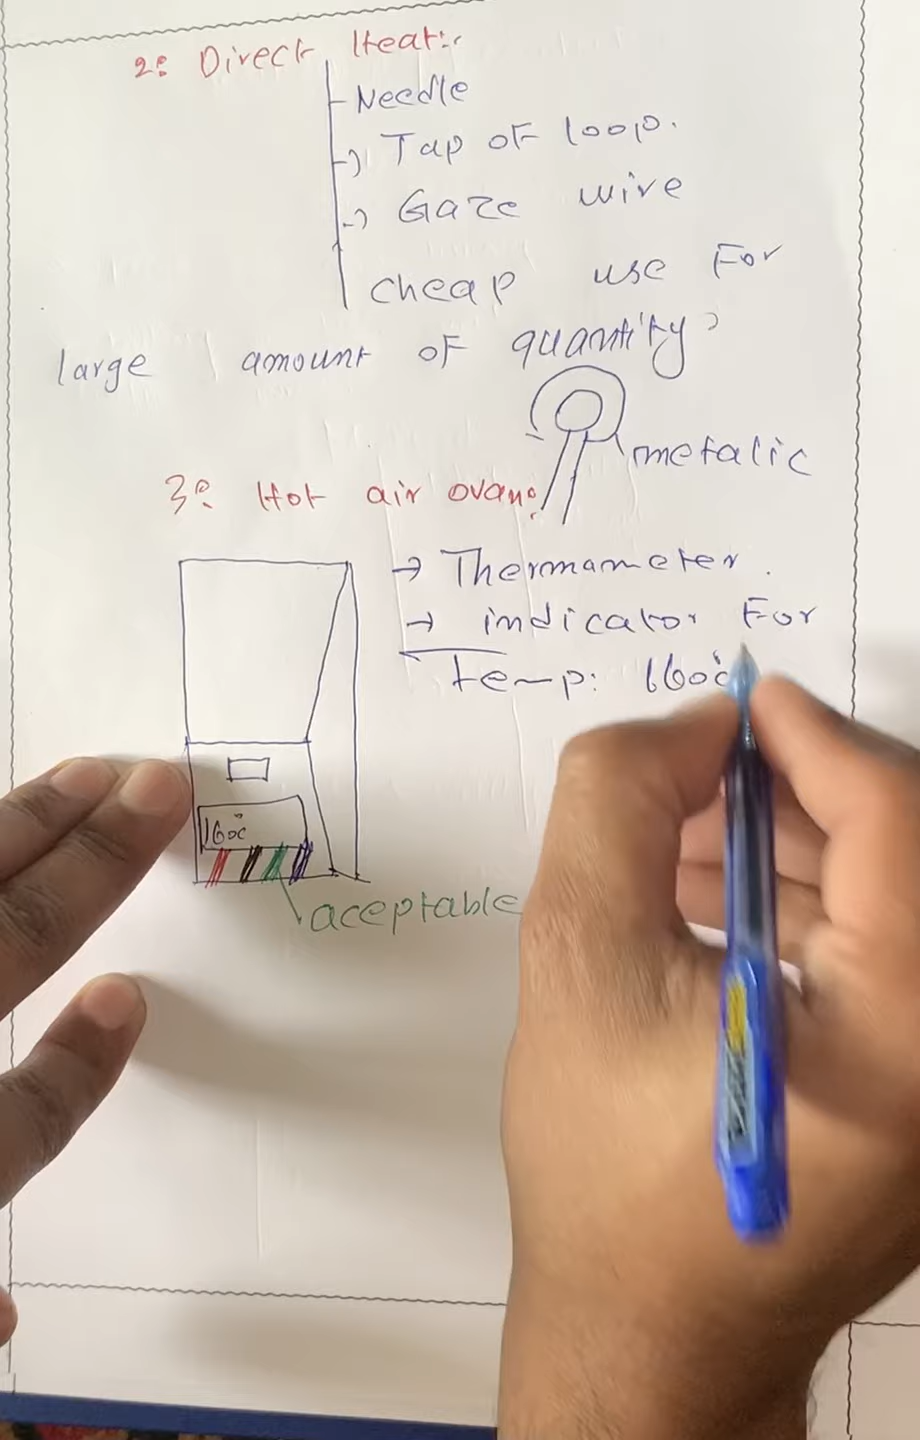 2: Direct Heat:
Needle
→ Tap of loop.
→ Gaze wire
cheap use For
large amount of quantity
metalic
3: Hot air ovan:
→ Thermameter.
→ indicator For
temp: 160°c
160°c
aceptable